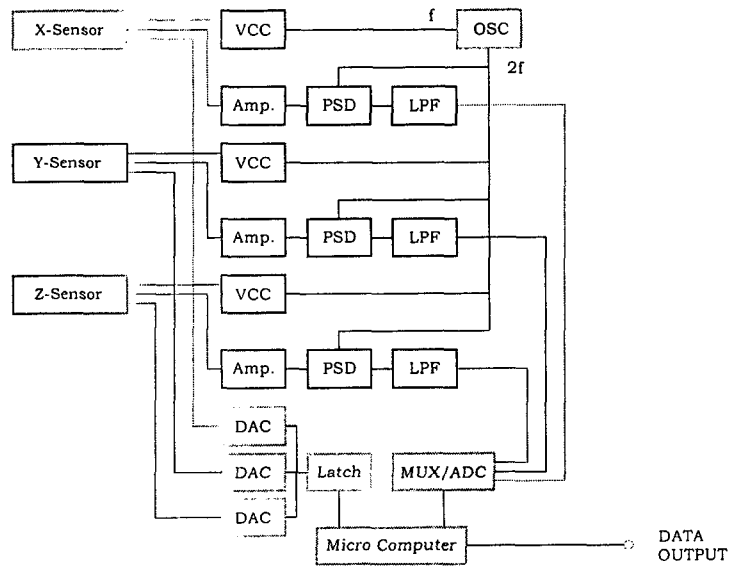 X-Sensor VCC f OSC
2f
Amp. PSD LPF
Y-Sensor VCC
Amp. PSD LPF
Z-Sensor VCC
Amp. PSD LPF
DAC
DAC Latch MUX/ADC
DAC
Micro Computer DATA
OUTPUT